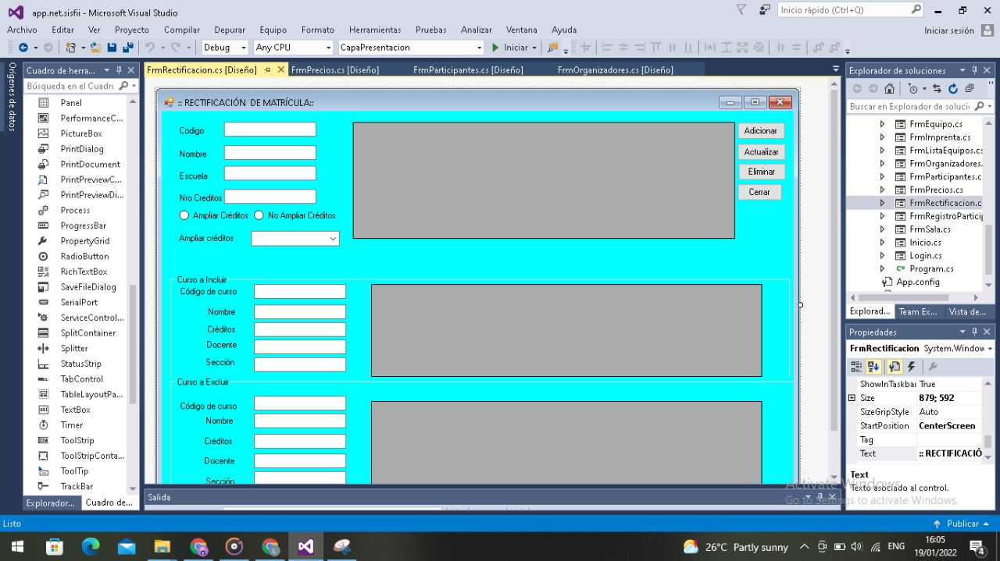 app.net.sisfii - Microsoft Visual Studio
Inicio rápido (Ctrl+Q)
Archivo Editar Ver Proyecto Compilar Depurar Equipo Formato Herramientas Pruebas Analizar Ventana Ayuda
Iniciar sesión
Debug Any CPU CapaPresentacion Iniciar
Orígenes de datos
Cuadro de herra...
Búsqueda en el Cuadro
Panel
PerformanceC...
PictureBox
PrintDialog
PrintDocument
PrintPreviewC...
PrintPreviewDi...
Process
ProgressBar
PropertyGrid
RadioButton
RichTextBox
SaveFileDialog
SerialPort
ServiceControl...
SplitContainer
Splitter
StatusStrip
TabControl
TableLayoutPa...
TextBox
Timer
ToolStrip
ToolStripConta...
ToolTip
TrackBar
Explorador... Cuadro de...
FrmRectificacion.cs [Diseño] FrmPrecios.cs [Diseño] FrmParticipantes.cs [Diseño] FrmOrganizadores.cs [Diseño]
:: RECTIFICACIÓN DE MATRÍCULA::
Codigo
Nombre
Escuela
Nro Creditos
Ampliar Créditos No Ampliar Créditos
Ampliar créditos
Adicionar
Actualizar
Eliminar
Cerrar
Curso a Incluir
Código de curso
Nombre
Créditos
Docente
Sección
Curso a Excluir
Código de curso
Nombre
Créditos
Docente
Sección
Salida
Explorador de soluciones
Buscar en Explorador de solucio
FrmEquipo.cs
FrmImprenta.cs
FrmListaEquipos.cs
FrmOrganizadores.
FrmParticipantes.c
FrmPrecios.cs
FrmRectificacion.c
FrmRegistroPartici
FrmSala.cs
Inicio.cs
Login.cs
Program.cs
App.config
Explorad... Team Ex... Vista de...
Propiedades
FrmRectificacion System.Window
ShowInTaskbar True
Size 879; 592
SizeGripStyle Auto
StartPosition CenterScreen
Tag
Text :: RECTIFICACIÓ
Text
Texto asociado al control.
Activate Windows
Go to Settings to activate Windows.
Listo
Publicar
26°C Partly sunny
ENG
16:05
19/01/2022
4